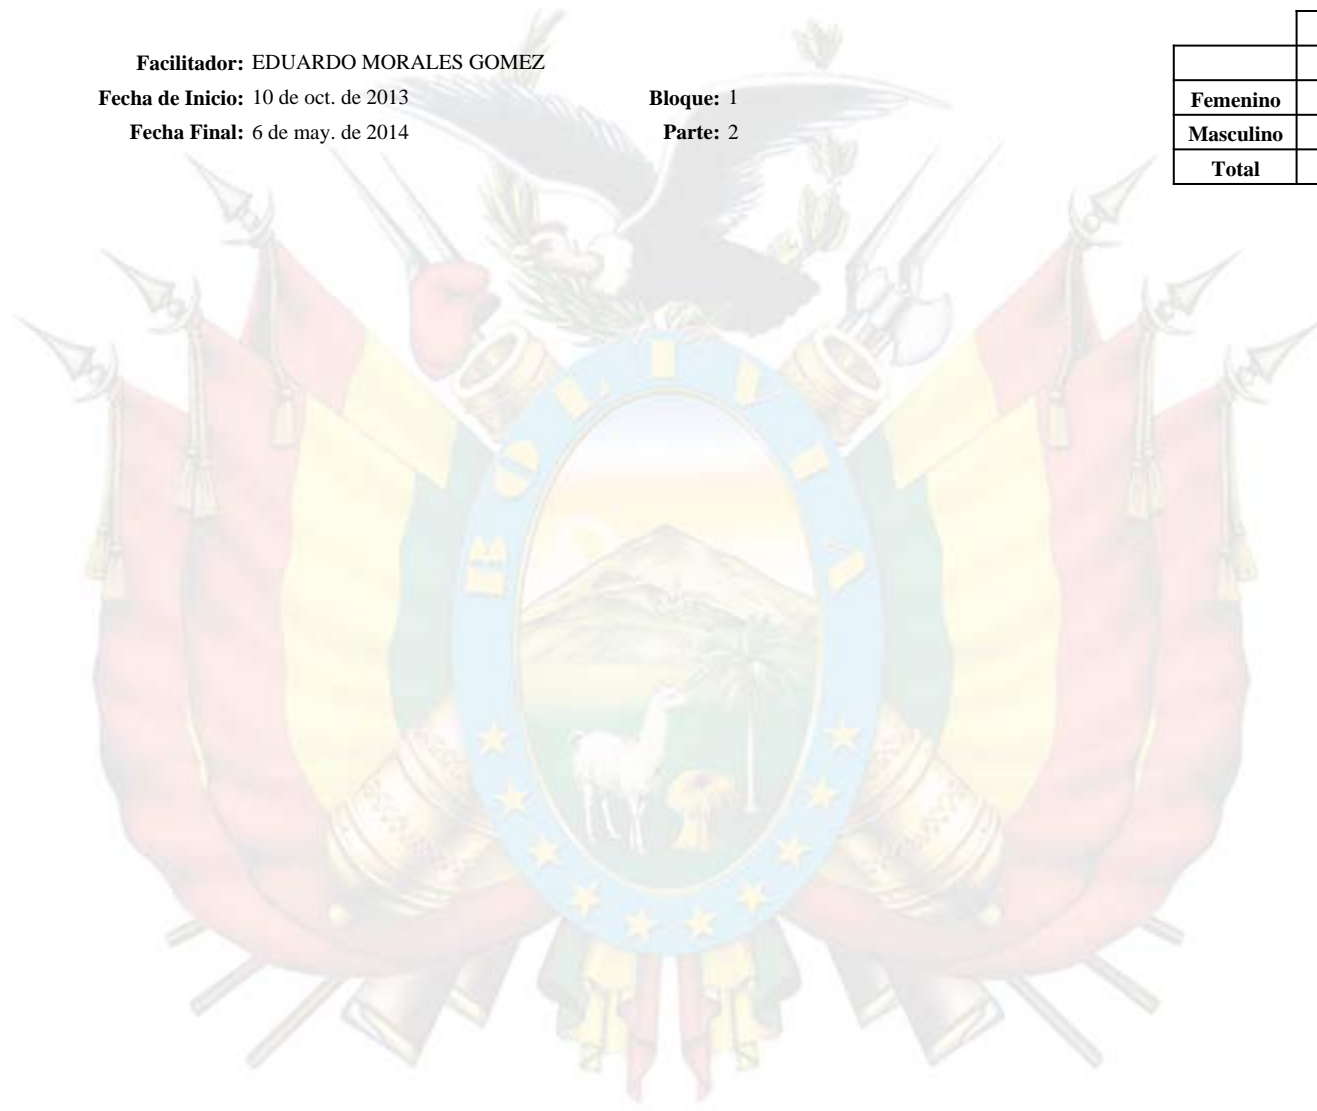 Facilitador: EDUARDO MORALES GOMEZ
Fecha de Inicio: 10 de oct. de 2013 Bloque: 1
Fecha Final: 6 de may. de 2014 Parte: 2
Femenino
Masculino
Total
BOLIVIA